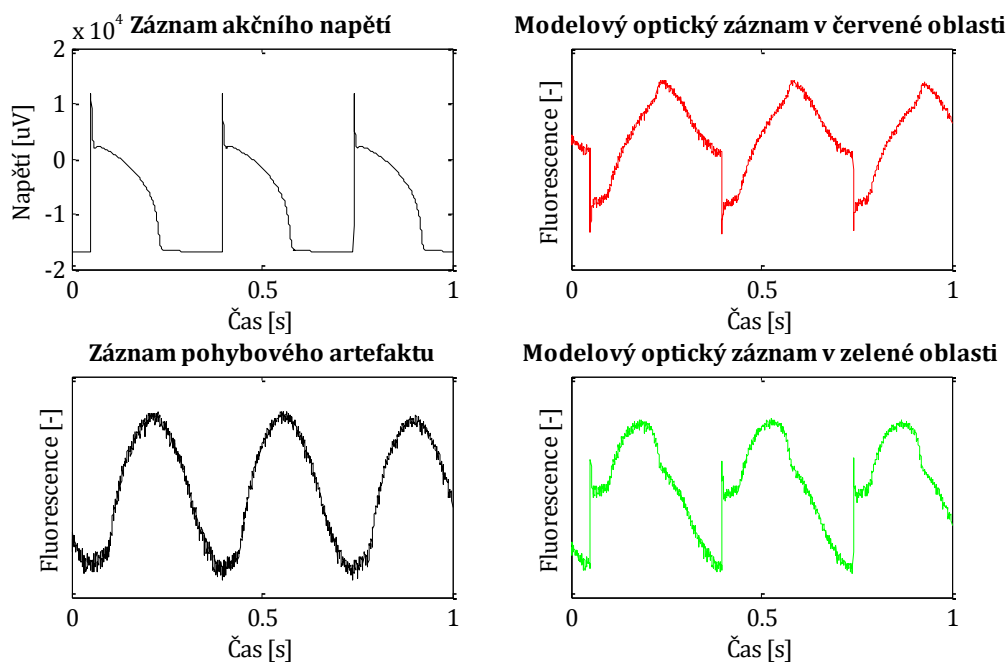 Záznam akčního napětí
x 10⁴
2
1
0
-1
-2
Napětí [uV]
0
0.5
1
Čas [s]
Modelový optický záznam v červené oblasti
Fluorescence [-]
0
0.5
1
Čas [s]
Záznam pohybového artefaktu
Fluorescence [-]
0
0.5
1
Čas [s]
Modelový optický záznam v zelené oblasti
Fluorescence [-]
0
0.5
1
Čas [s]